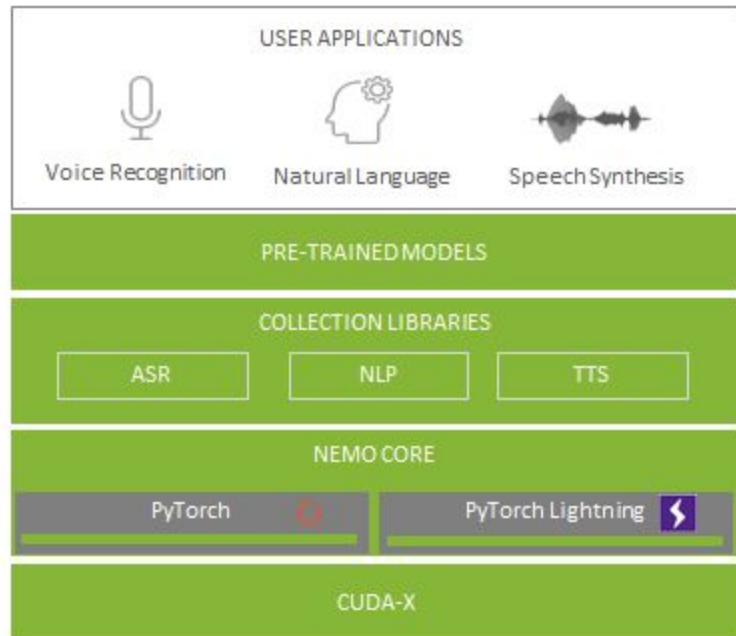 USER APPLICATIONS
Voice Recognition Natural Language Speech Synthesis
PRE-TRAINED MODELS
COLLECTION LIBRARIES
ASR NLP TTS
NEMO CORE
PyTorch PyTorch Lightning
CUDA-X